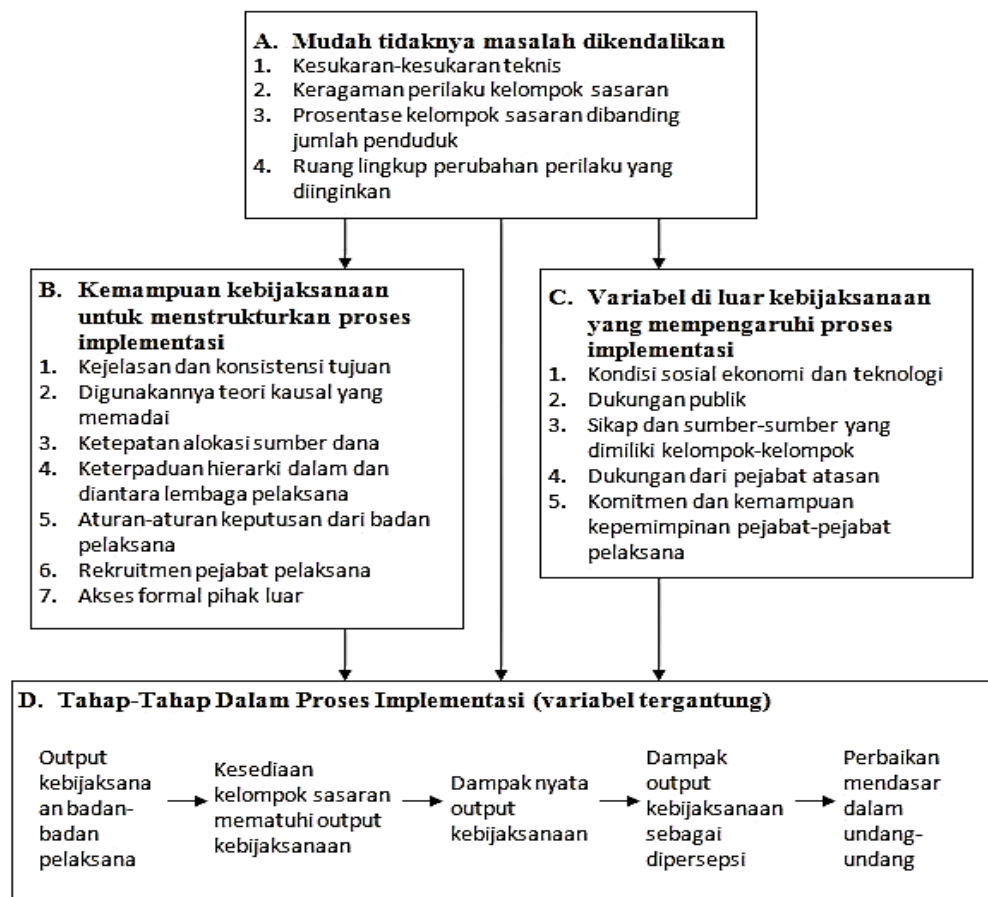 A. Mudah tidaknya masalah dikendalikan
1. Kesukaran-kesukaran teknis
2. Keragaman perilaku kelompok sasaran
3. Prosentase kelompok sasaran dibanding
jumlah penduduk
4. Ruang lingkup perubahan perilaku yang
diinginkan
B. Kemampuan kebijaksanaan
untuk menstrukturkan proses
implementasi
1. Kejelasan dan konsistensi tujuan
2. Digunakannya teori kausal yang
memadai
3. Ketepatan alokasi sumber dana
4. Keterpaduan hierarki dalam dan
diantara lembaga pelaksana
5. Aturan-aturan keputusan dari badan
pelaksana
6. Rekruitmen pejabat pelaksana
7. Akses formal pihak luar
C. Variabel di luar kebijaksanaan
yang mempengaruhi proses
implementasi
1. Kondisi sosial ekonomi dan teknologi
2. Dukungan publik
3. Sikap dan sumber-sumber yang
dimiliki kelompok-kelompok
4. Dukungan dari pejabat atasan
5. Komitmen dan kemampuan
kepemimpinan pejabat-pejabat
pelaksana
D. Tahap-Tahap Dalam Proses Implementasi (variabel tergantung)
Output
kebijaksana
an badan-
badan
pelaksana
Kesediaan
kelompok sasaran
mematuhi output
kebijaksanaan
Dampak nyata
output
kebijaksanaan
Dampak
output
kebijaksanaan
sebagai
dipersepsi
Perbaikan
mendasar
dalam
undang-
undang